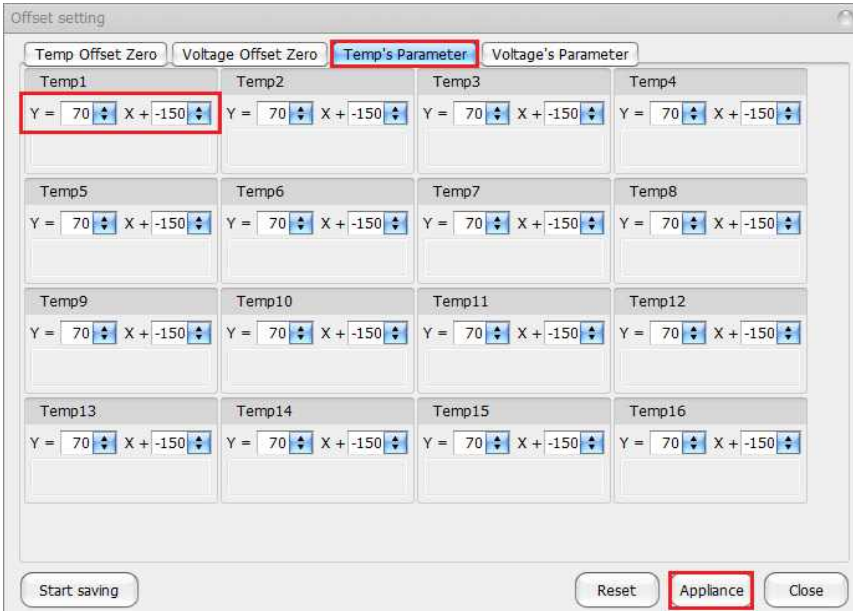 Offset setting
Temp Offset Zero Voltage Offset Zero Temp's Parameter Voltage's Parameter
Temp1 Temp2 Temp3 Temp4
Y = 70 X + -150 Y = 70 X + -150 Y = 70 X + -150 Y = 70 X + -150
Temp5 Temp6 Temp7 Temp8
Y = 70 X + -150 Y = 70 X + -150 Y = 70 X + -150 Y = 70 X + -150
Temp9 Temp10 Temp11 Temp12
Y = 70 X + -150 Y = 70 X + -150 Y = 70 X + -150 Y = 70 X + -150
Temp13 Temp14 Temp15 Temp16
Y = 70 X + -150 Y = 70 X + -150 Y = 70 X + -150 Y = 70 X + -150
Start saving Reset Appliance Close